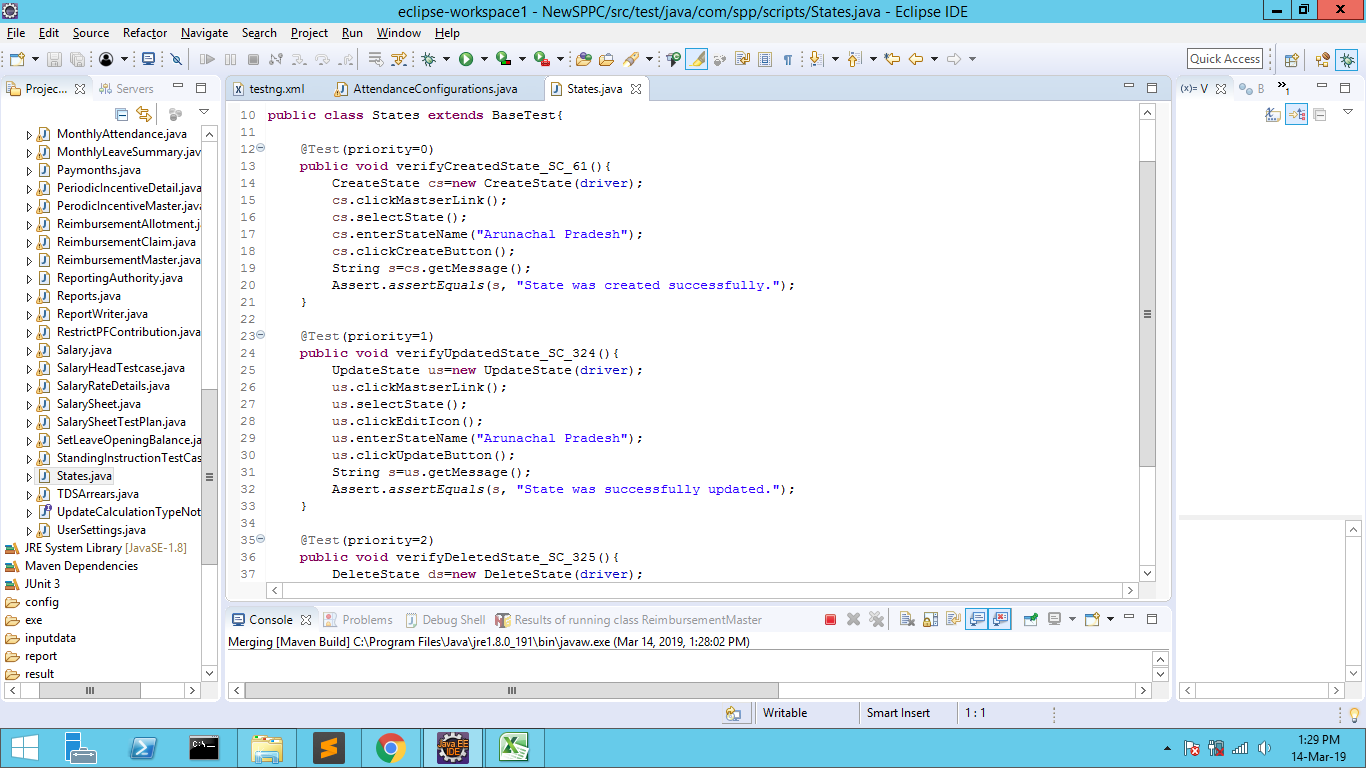 eclipse-workspace1 - NewSPPC/src/test/java/com/spp/scripts/States.java - Eclipse IDE
File Edit Source Refactor Navigate Search Project Run Window Help
Quick Access
Projec... Servers
testng.xml AttendanceConfigurations.java States.java
(x)= V B »1
MonthlyAttendance.java
MonthlyLeaveSummary.jav
Paymonths.java
PeriodicIncentiveDetail.java
PerodicIncentiveMaster.java
ReimbursementAllotment.j
ReimbursementClaim.java
ReimbursementMaster.java
ReportingAuthority.java
Reports.java
ReportWriter.java
RestrictPFContribution.java
Salary.java
SalaryHeadTestcase.java
SalaryRateDetails.java
SalarySheet.java
SalarySheetTestPlan.java
SetLeaveOpeningBalance.ja
StandingInstructionTestCas
States.java
TDSArrears.java
UpdateCalculationTypeNot
UserSettings.java
JRE System Library [JavaSE-1.8]
Maven Dependencies
JUnit 3
config
exe
inputdata
report
result
10 public class States extends BaseTest{
11
12 @Test(priority=0)
13 public void verifyCreatedState_SC_61(){
14 CreateState cs=new CreateState(driver);
15 cs.clickMastserLink();
16 cs.selectState();
17 cs.enterStateName("Arunachal Pradesh");
18 cs.clickCreateButton();
19 String s=cs.getMessage();
20 Assert.assertEquals(s, "State was created successfully.");
21 }
22
23 @Test(priority=1)
24 public void verifyUpdatedState_SC_324(){
25 UpdateState us=new UpdateState(driver);
26 us.clickMastserLink();
27 us.selectState();
28 us.clickEditIcon();
29 us.enterStateName("Arunachal Pradesh");
30 us.clickUpdateButton();
31 String s=us.getMessage();
32 Assert.assertEquals(s, "State was successfully updated.");
33 }
34
35 @Test(priority=2)
36 public void verifyDeletedState_SC_325(){
37 DeleteState ds=new DeleteState(driver);
Console Problems Debug Shell Results of running class ReimbursementMaster
Merging [Maven Build] C:\Program Files\Java\jre1.8.0_191\bin\javaw.exe (Mar 14, 2019, 1:28:02 PM)
Writable Smart Insert 1 : 1
C:\_
Java EE
IDE
1:29 PM
14-Mar-19